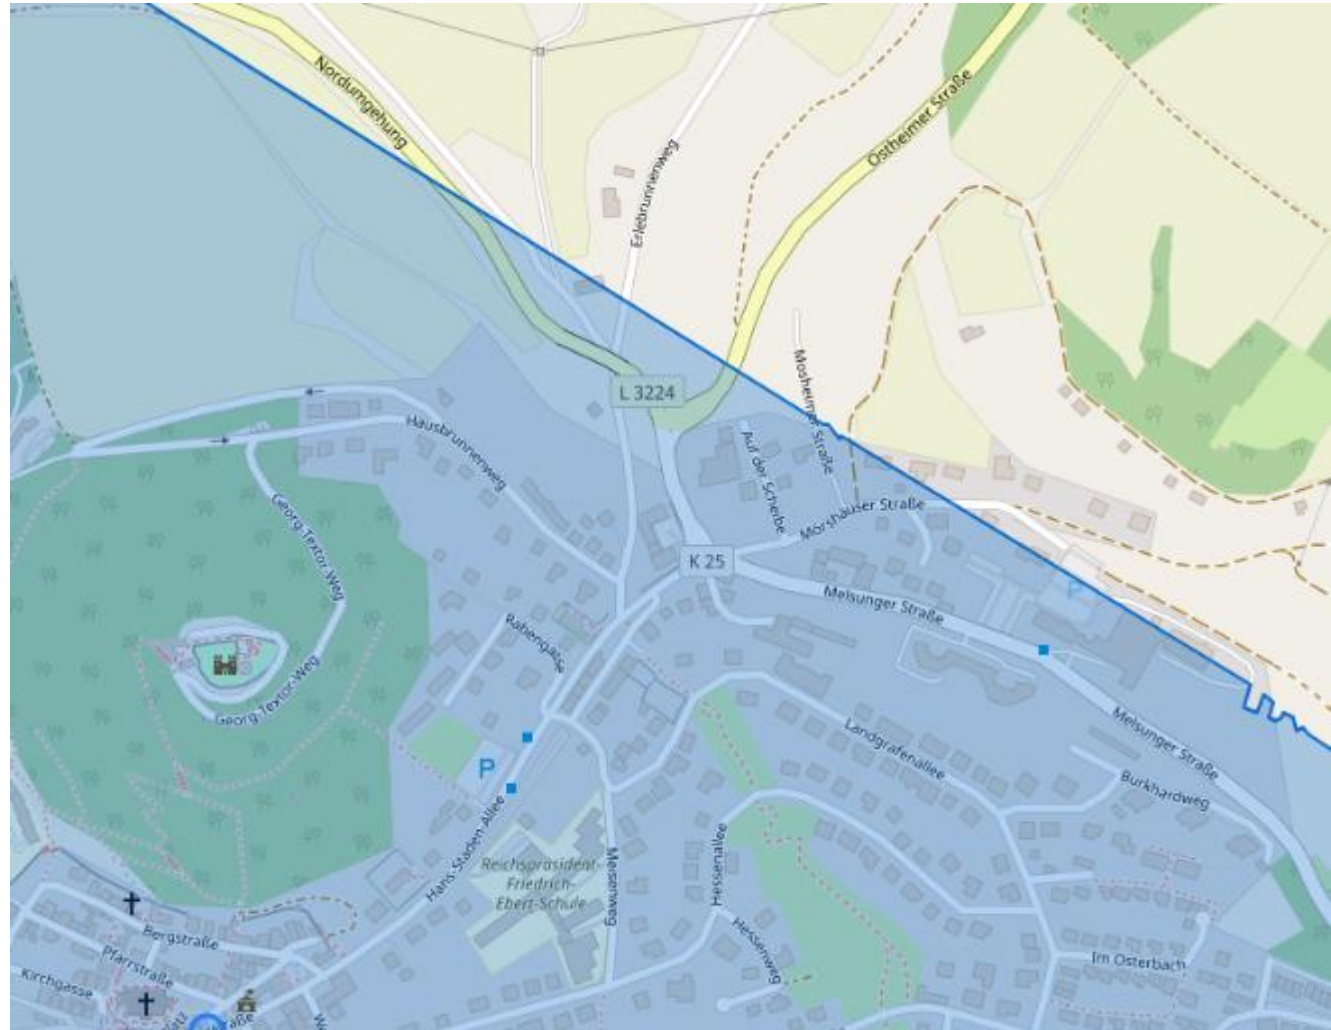 Nordumgehung
Ostheimer Straße
Erlebrunnenweg
L 3224
Mosheimer Straße
Hausbrunnenweg
Auf der Scheibe
Georg-Textor-Weg
Morshäuser Straße
K 25
P
Melsunger Straße
Rabengasse
Georg-Textor-Weg
Landgrafenallee
Melsunger Straße
P
Burkhardweg
Hans-Staden-Allee
Hessenallee
Reichspräsident-
Friedrich-
Ebert-Schule
Meisenweg
Bergstraße
Hessenweg
Pfarrstraße
Im Osterbach
Kirchgasse